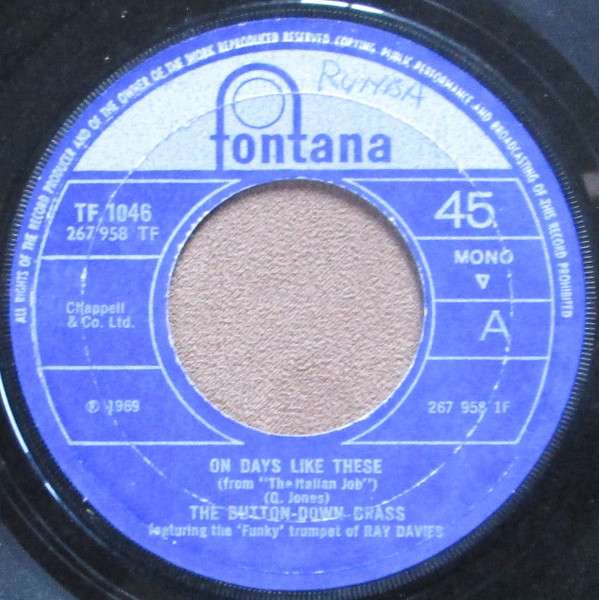 ALL RIGHTS OF THE RECORD PRODUCER AND OF THE OWNER OF THE WORK REPRODUCED RESERVED. COPYING, PUBLIC PERFORMANCE AND BROADCASTING OF THIS RECORD PROHIBITED
RUMBA
fontana
TF.1046
267 958 TF
45
MONO
Chappell
& Co. Ltd.
A
℗ 1969
267 958 1F
ON DAYS LIKE THESE
(from "The Italian Job")
(Q. Jones)
THE BUTTON-DOWN BRASS
featuring the 'Funky' trumpet of RAY DAVIES